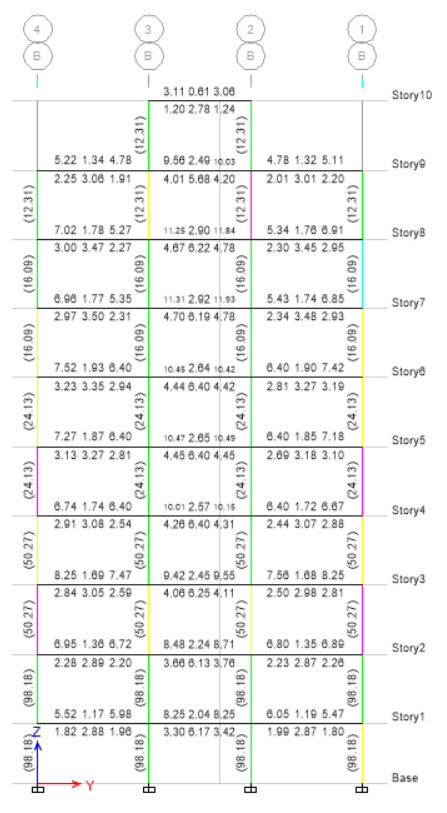 4 3 2 1
B B B B
3.11 0.61 3.06 Story10
1.20 2.78 1.24
(12.31) (12.31)
5.22 1.34 4.78 9.56 2.49 10.03 4.78 1.32 5.11 Story9
2.25 3.06 1.91 4.01 5.68 4.20 2.01 3.01 2.20
(12.31) (12.31) (12.31) (12.31)
7.02 1.78 5.27 11.25 2.90 11.84 5.34 1.76 6.91 Story8
3.00 3.47 2.27 4.67 6.22 4.78 2.30 3.45 2.95
(16.09) (16.09) (16.09) (16.09)
6.96 1.77 5.35 11.31 2.92 11.93 5.43 1.74 6.85 Story7
2.97 3.50 2.31 4.70 6.19 4.78 2.34 3.48 2.93
(16.09) (16.09) (16.09) (16.09)
7.52 1.93 6.40 10.45 2.64 10.42 6.40 1.90 7.42 Story6
3.23 3.35 2.94 4.44 6.40 4.42 2.81 3.27 3.19
(24.13) (24.13) (24.13) (24.13)
7.27 1.87 6.40 10.47 2.65 10.49 6.40 1.85 7.18 Story5
3.13 3.27 2.81 4.45 6.40 4.45 2.69 3.18 3.10
(24.13) (24.13) (24.13) (24.13)
6.74 1.74 6.40 10.01 2.57 10.15 6.40 1.72 6.67 Story4
2.91 3.08 2.54 4.26 6.40 4.31 2.44 3.07 2.88
(50.27) (50.27) (50.27) (50.27)
8.25 1.69 7.47 9.42 2.45 9.55 7.56 1.68 8.25 Story3
2.84 3.05 2.59 4.06 6.25 4.11 2.50 2.98 2.81
(50.27) (50.27) (50.27) (50.27)
6.95 1.36 6.72 8.48 2.24 8.71 6.80 1.35 6.89 Story2
2.28 2.89 2.20 3.66 6.13 3.76 2.23 2.87 2.26
(98.18) (98.18) (98.18) (98.18)
5.52 1.17 5.98 8.25 2.04 8.25 6.05 1.19 5.47 Story1
1.82 2.88 1.96 3.30 6.17 3.42 1.99 2.87 1.80
Z
(98.18) (98.18) (98.18) (98.18)
Y Base